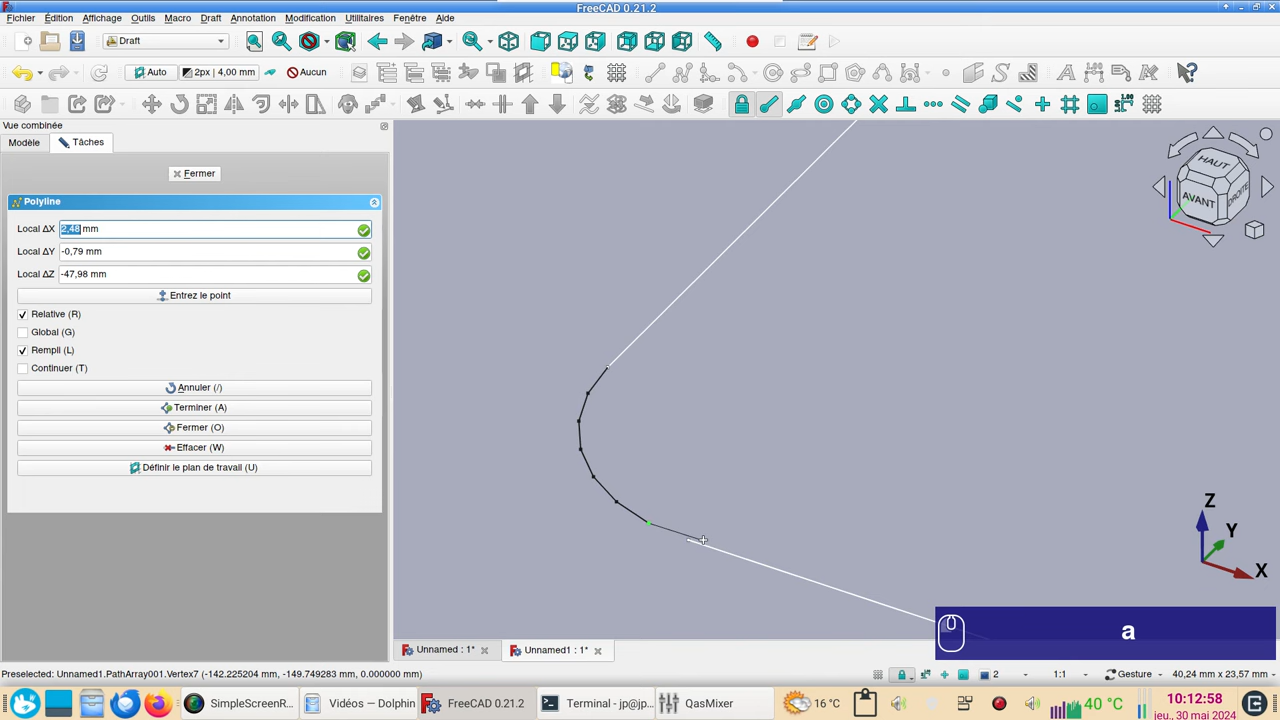 FreeCAD 0.21.2
Fichier Édition Affichage Outils Macro Draft Annotation Modification Utilitaires Fenêtre Aide
Draft
Auto 2px | 4,00 mm Aucun
Vue combinée
Modèle Tâches
Fermer
Polyline
Local ΔX 2,48 mm
Local ΔY -0,79 mm
Local ΔZ -47,98 mm
Entrez le point
Relative (R)
Global (G)
Rempli (L)
Continuer (T)
Annuler (/)
Terminer (A)
Fermer (O)
Effacer (W)
Définir le plan de travail (U)
HAUT
AVANT
DROITE
Z
Y
X
a
Unnamed : 1* Unnamed1 : 1*
Preselected: Unnamed1.PathArray001.Vertex7 (-142.225204 mm, -149.749283 mm, 0.000000 mm) 2 1:1 Gesture 40,24 mm x 23,57 mm
SimpleScreenR... Vidéos — Dolphin FreeCAD 0.21.2 Terminal - jp@jp... QasMixer 16 °C 40 °C 10:12:58
jeu., 30 mai 2024